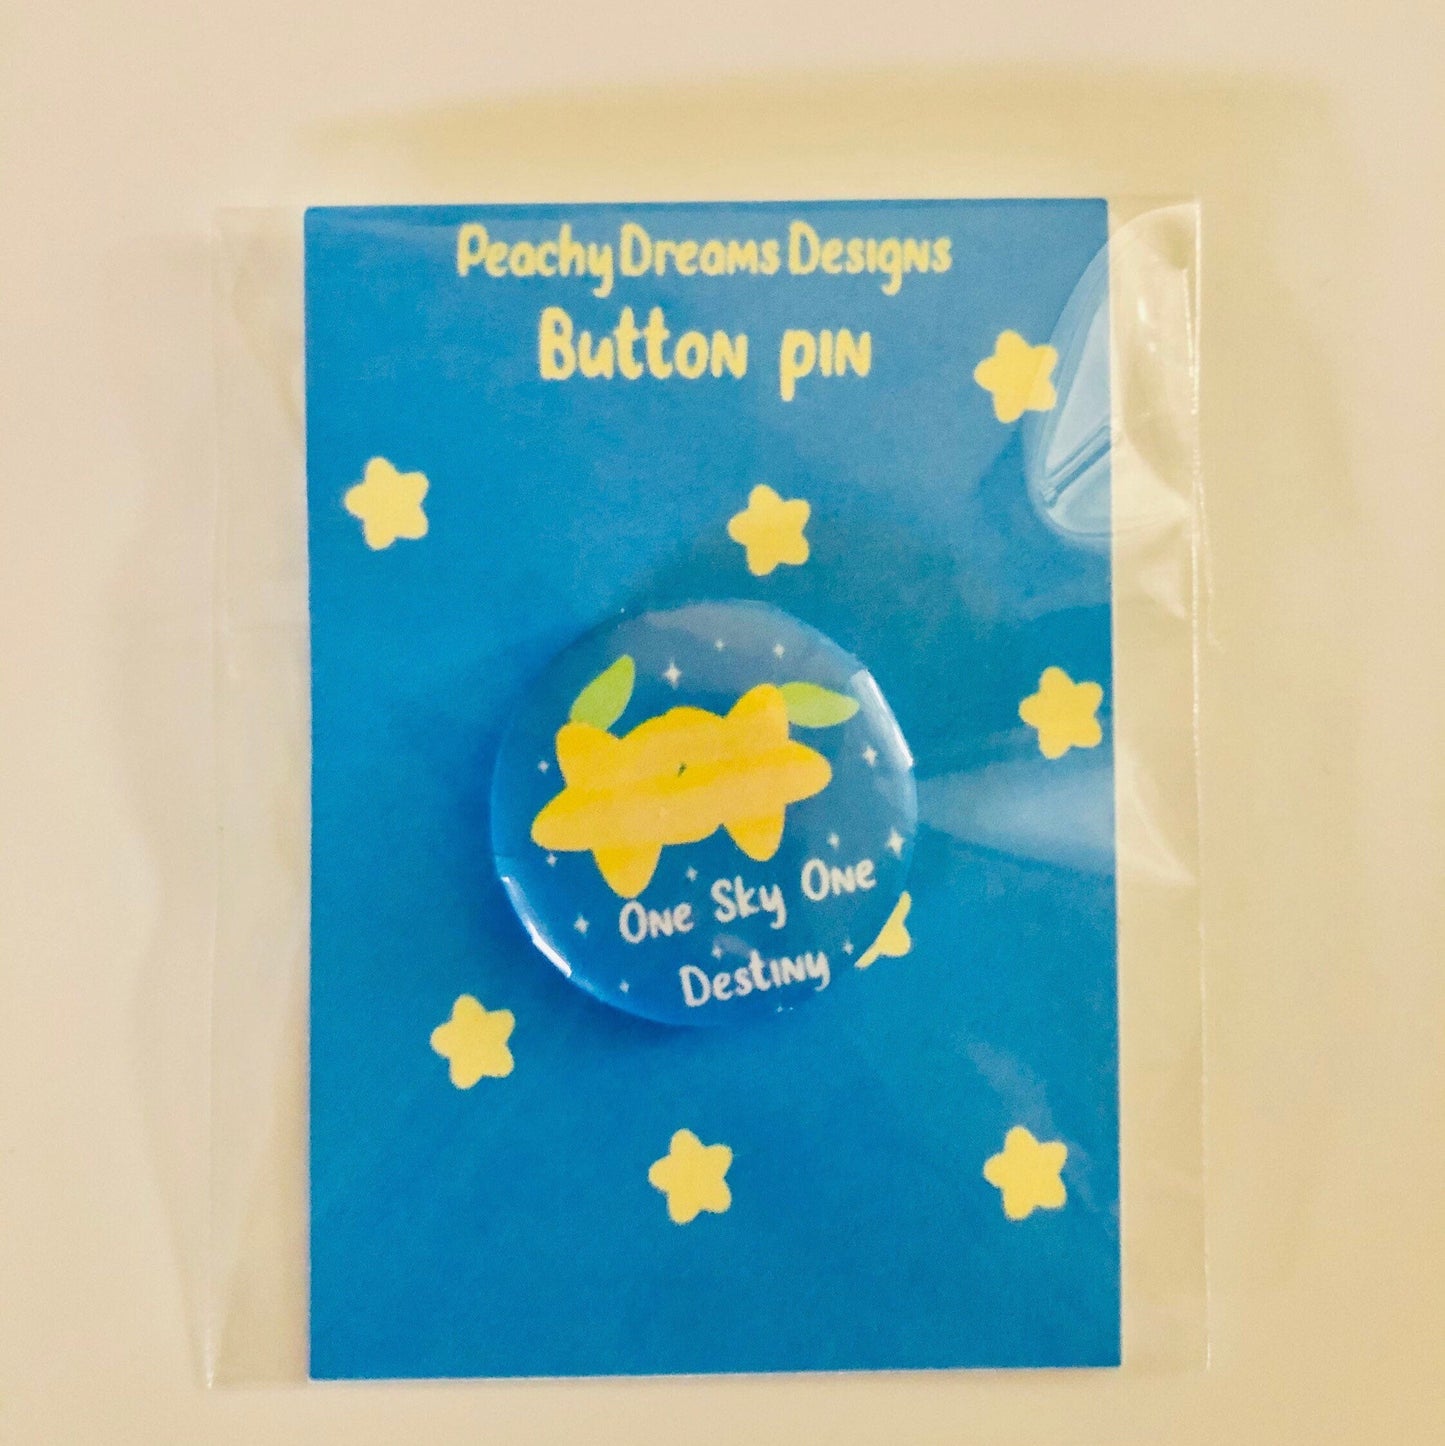 Peachy Dreams Designs
Button pin
One Sky One
Destiny